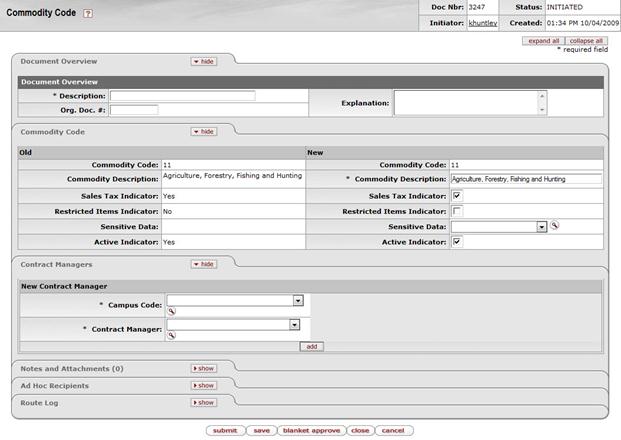 Commodity Code ?
Doc Nbr: 3247 Status: INITIATED
Initiator: khuntley Created: 01:34 PM 10/04/2009
expand all collapse all
* required field
Document Overview hide
Document Overview
* Description: Explanation:
Org. Doc. #:
Commodity Code hide
Old New
Commodity Code: 11 Commodity Code: 11
Commodity Description: Agriculture, Forestry, Fishing and Hunting * Commodity Description: Agriculture, Forestry, Fishing and Hunting
Sales Tax Indicator: Yes Sales Tax Indicator:
Restricted Items Indicator: No Restricted Items Indicator:
Sensitive Data: Sensitive Data:
Active Indicator: Yes Active Indicator:
Contract Managers hide
New Contract Manager
* Campus Code:
* Contract Manager:
add
Notes and Attachments (0) show
Ad Hoc Recipients show
Route Log show
submit save blanket approve close cancel